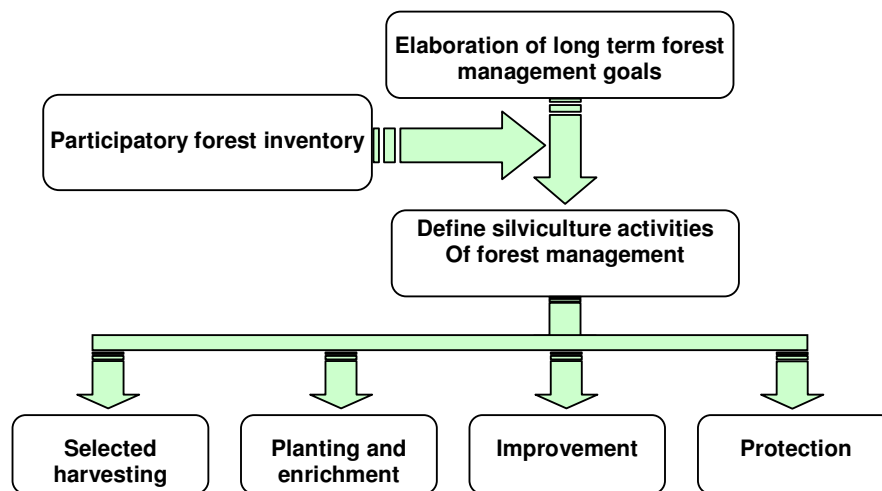 Elaboration of long term forest
management goals
Participatory forest inventory
Define silviculture activities
Of forest management
Selected
harvesting
Planting and
enrichment
Improvement
Protection